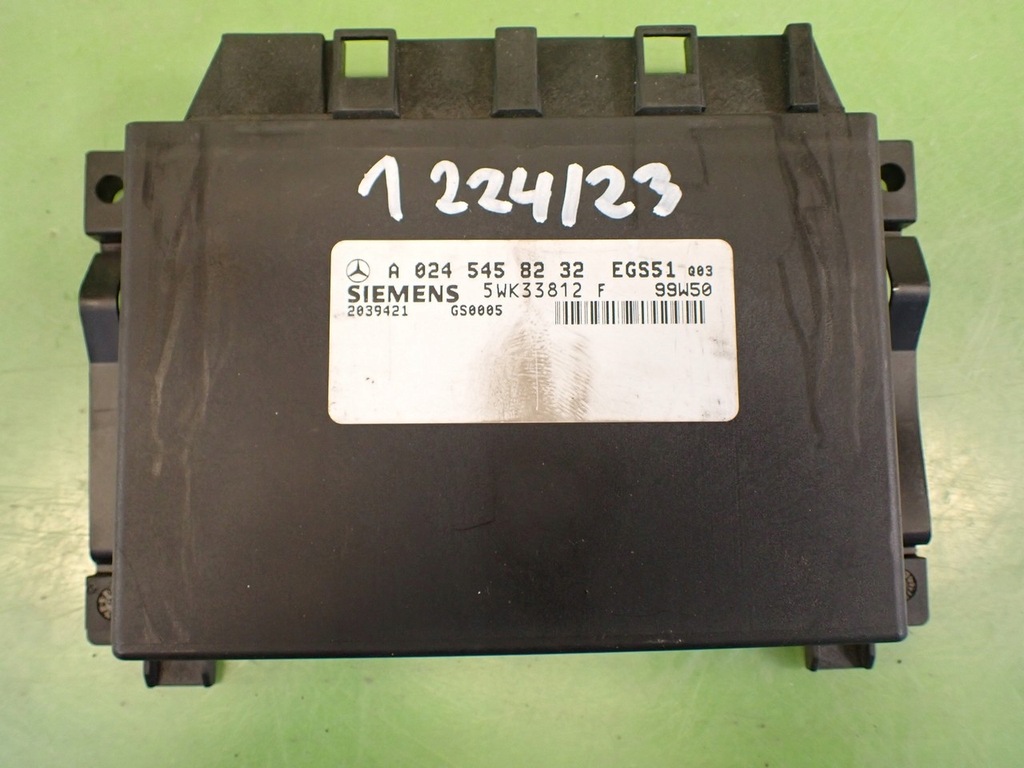 1 224/23
A 024 545 82 32 EGS51 Q03
SIEMENS 5WK33812 F 99W50
2039421 GS0005